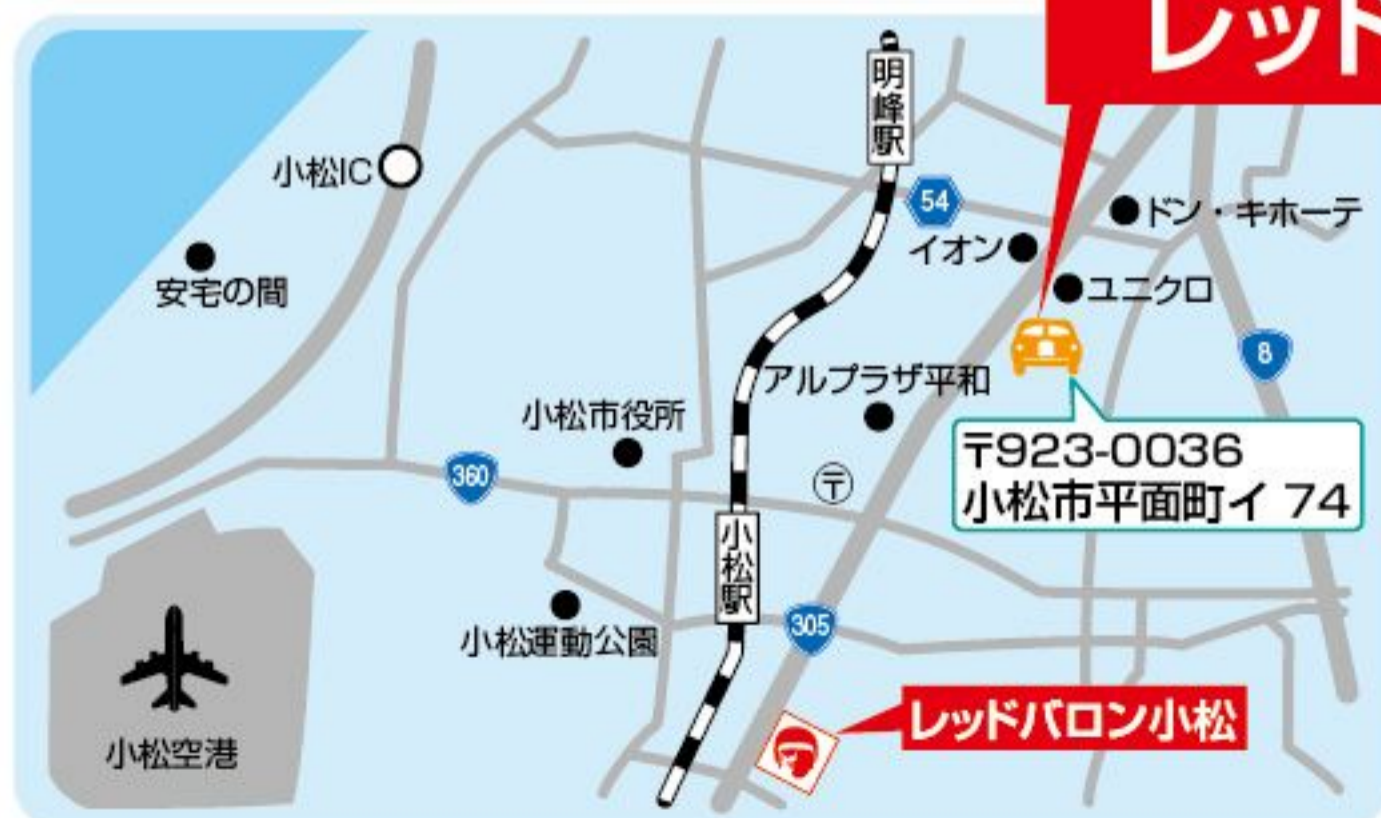 レッド
明峰駅
小松IC
54
ドン・キホーテ
イオン
安宅の間
ユニクロ
8
アルプラザ平和
小松市役所
〒923-0036
小松市平面町イ 74
360
〒
小松駅
305
小松運動公園
レッドバロン小松
小松空港